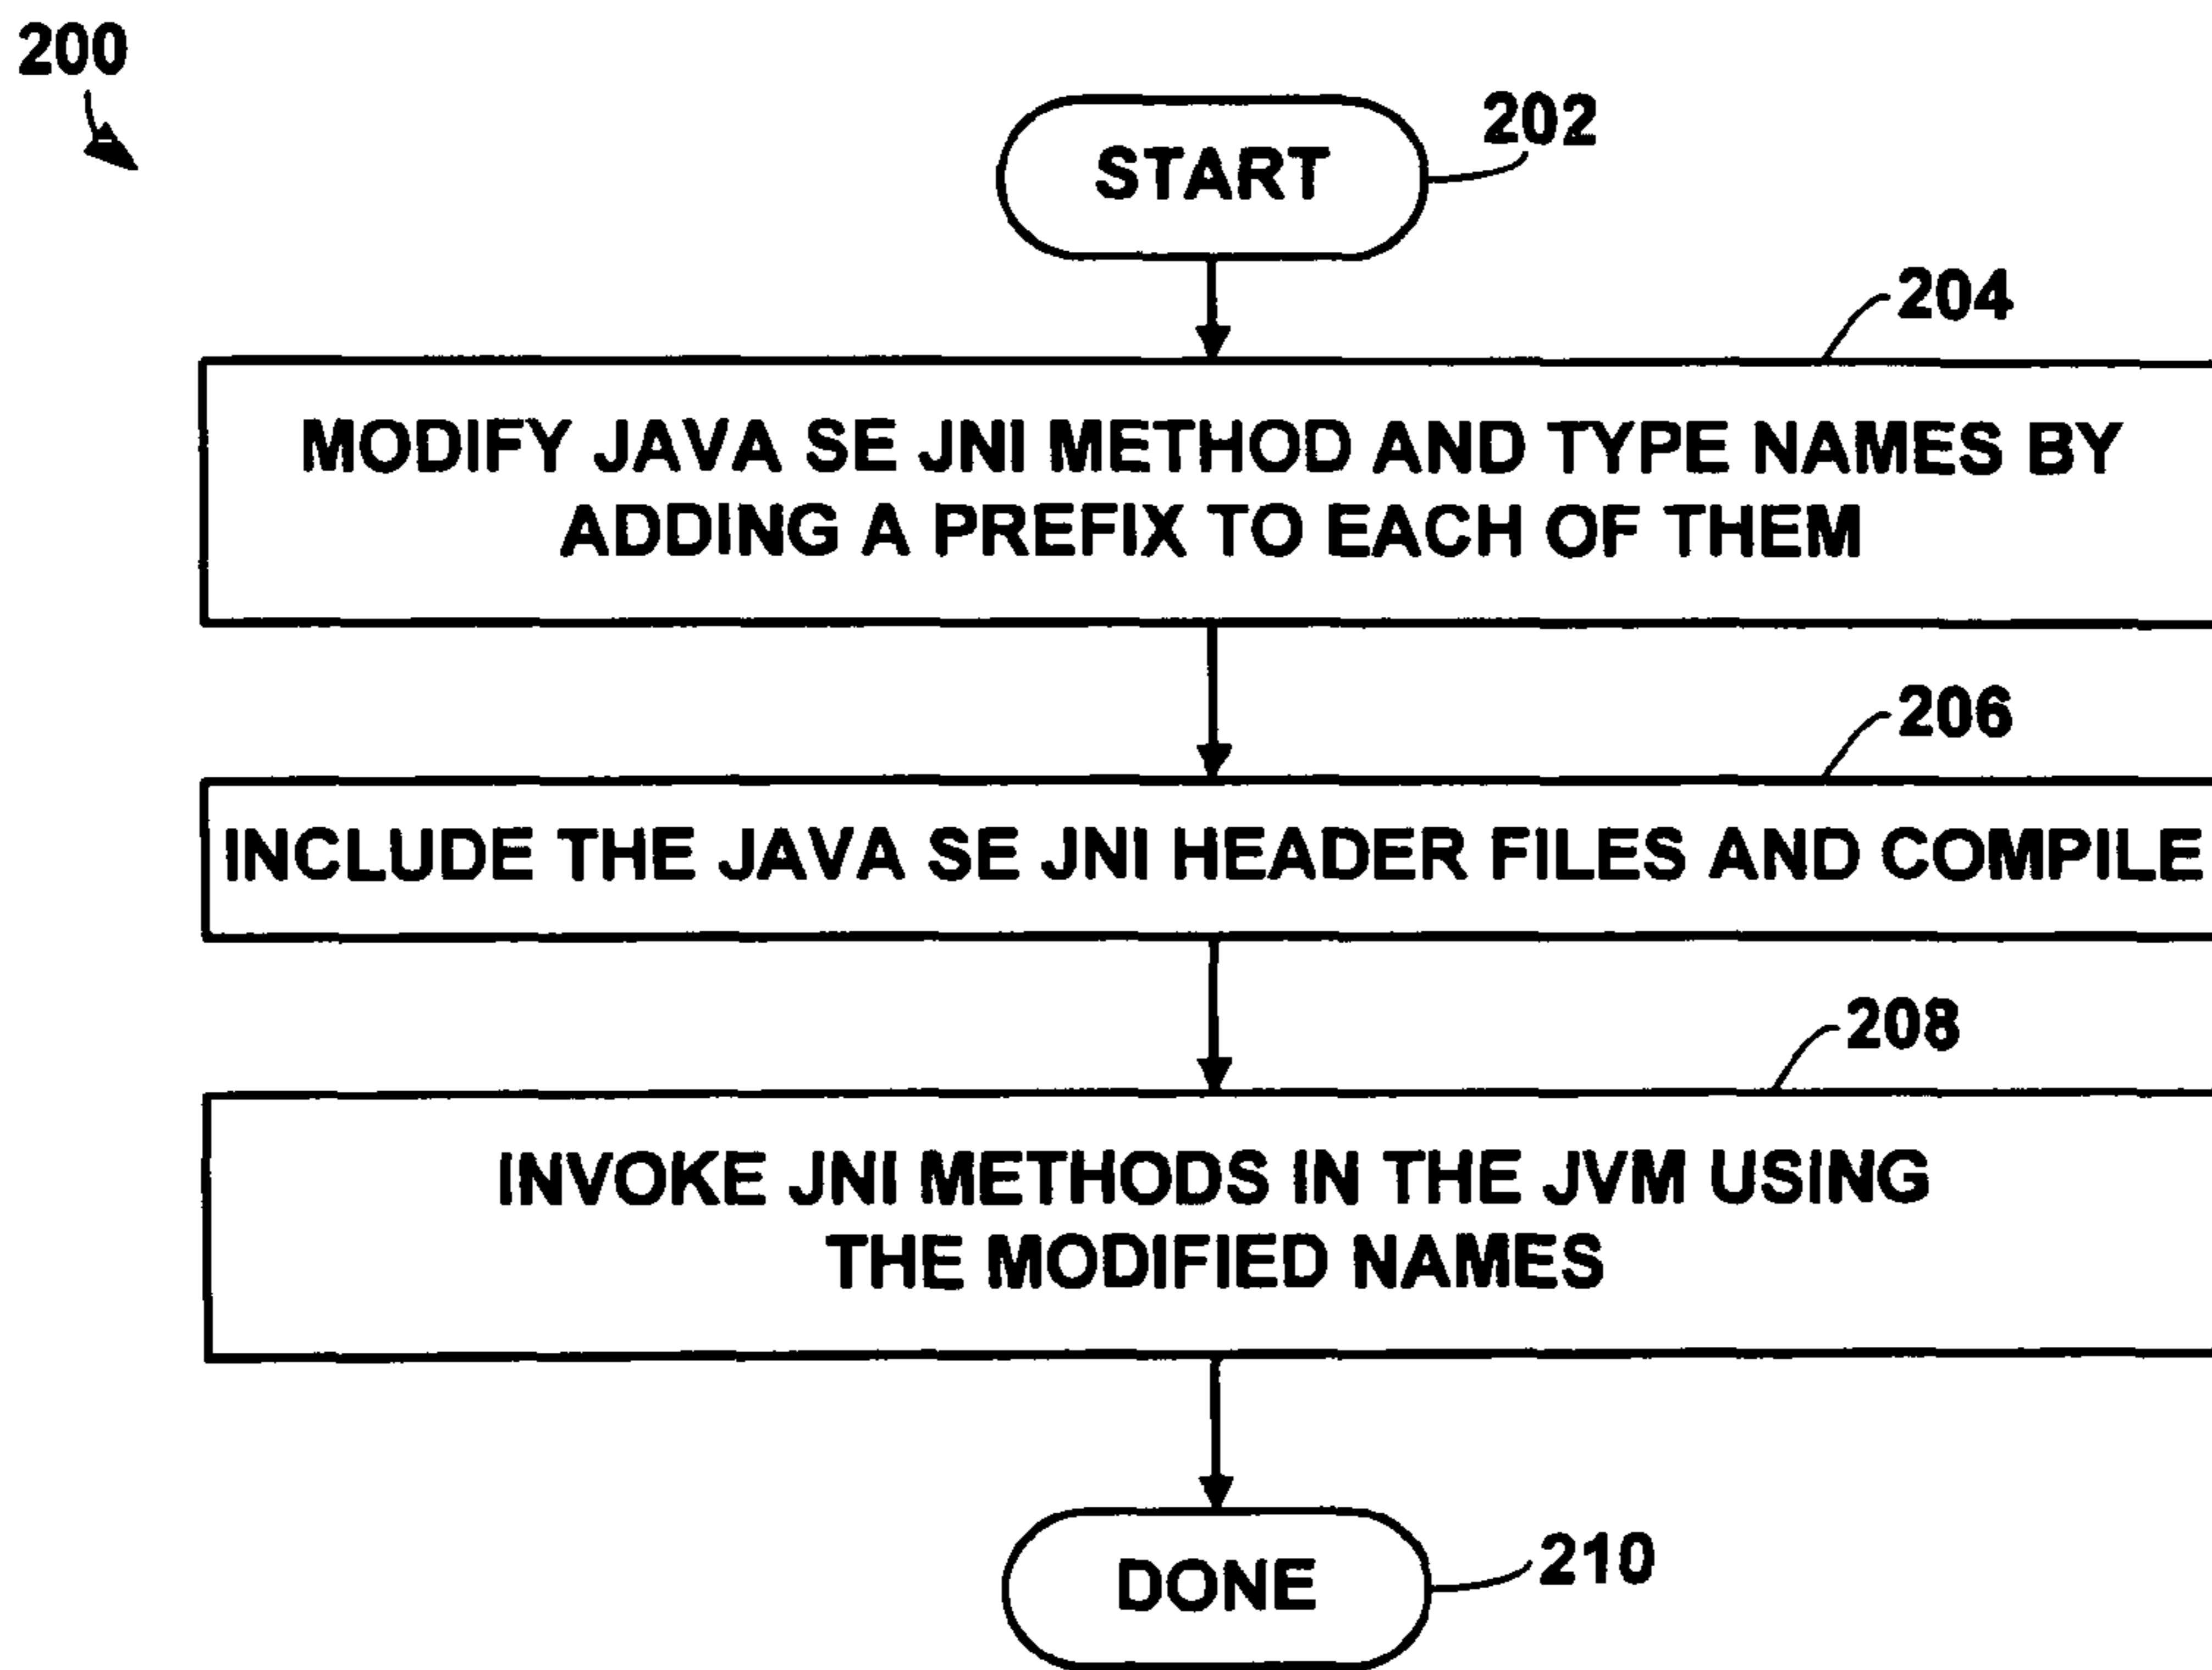 200
START
202
204
MODIFY JAVA SE JNI METHOD AND TYPE NAMES BY
ADDING A PREFIX TO EACH OF THEM
206
INCLUDE THE JAVA SE JNI HEADER FILES AND COMPILE
208
INVOKE JNI METHODS IN THE JVM USING
THE MODIFIED NAMES
DONE
210